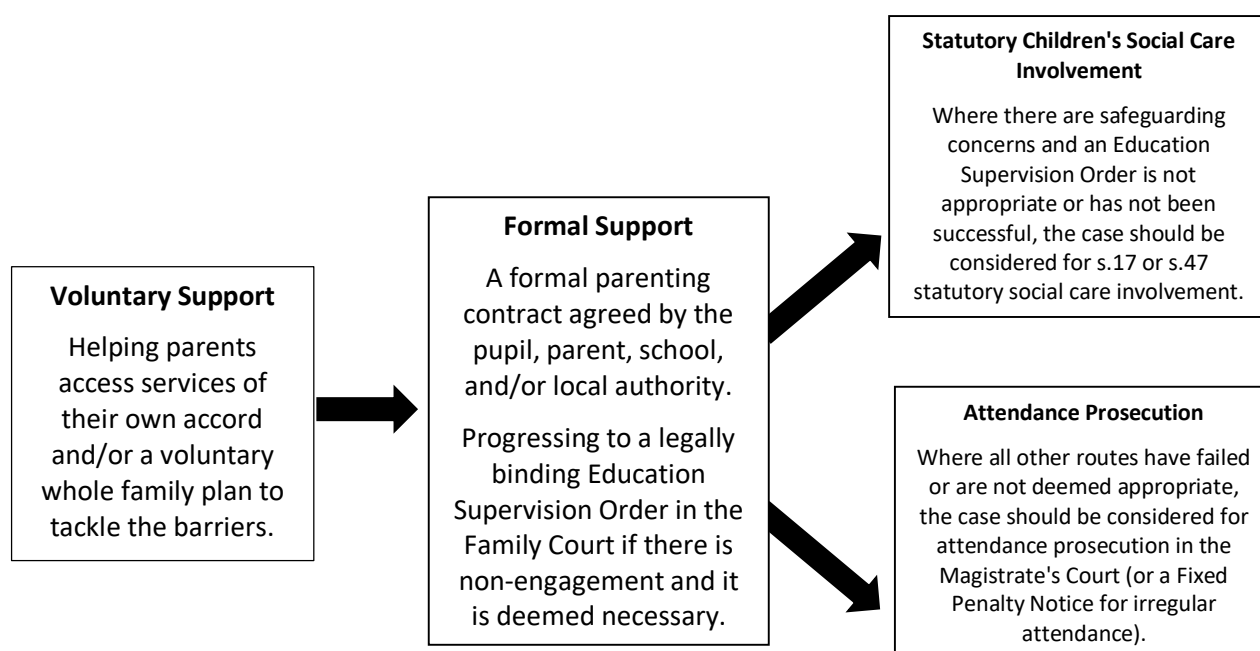 Voluntary Support
Helping parents
access services of
their own accord
and/or a voluntary
whole family plan to
tackle the barriers.
Formal Support
A formal parenting
contract agreed by the
pupil, parent, school,
and/or local authority.
Progressing to a legally
binding Education
Supervision Order in the
Family Court if there is
non-engagement and it
is deemed necessary.
Statutory Children's Social Care
Involvement
Where there are safeguarding
concerns and an Education
Supervision Order is not
appropriate or has not been
successful, the case should be
considered for s.17 or s.47
statutory social care involvement.
Attendance Prosecution
Where all other routes have failed
or are not deemed appropriate,
the case should be considered for
attendance prosecution in the
Magistrate's Court (or a Fixed
Penalty Notice for irregular
attendance).